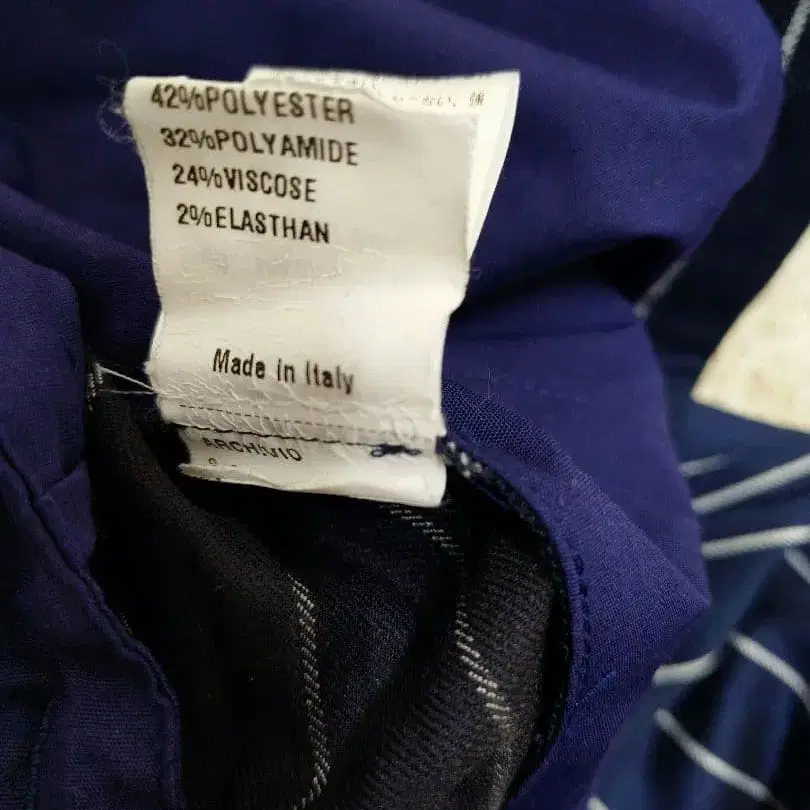 42%POLYESTER
32%POLYAMIDE
24%VISCOSE
2%ELASTHAN
Made in Italy
ARCHIVIO